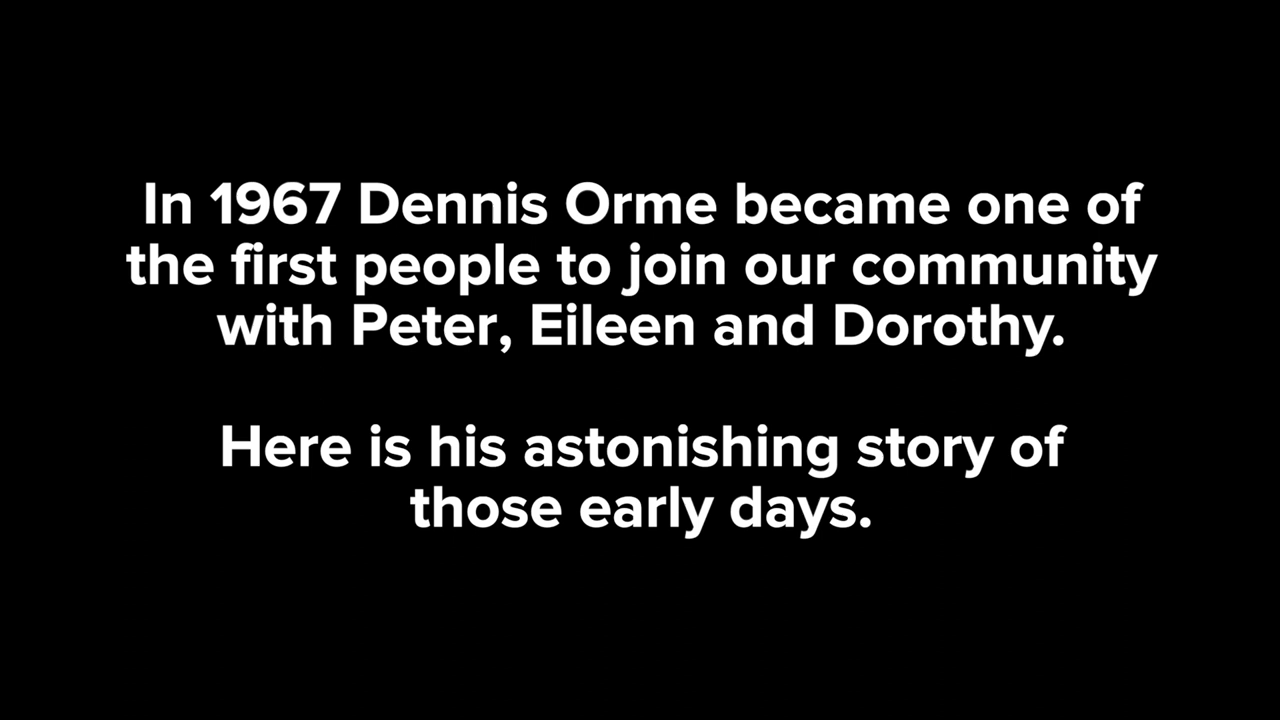 In 1967 Dennis Orme became one of
the first people to join our community
with Peter, Eileen and Dorothy.
Here is his astonishing story of
those early days.